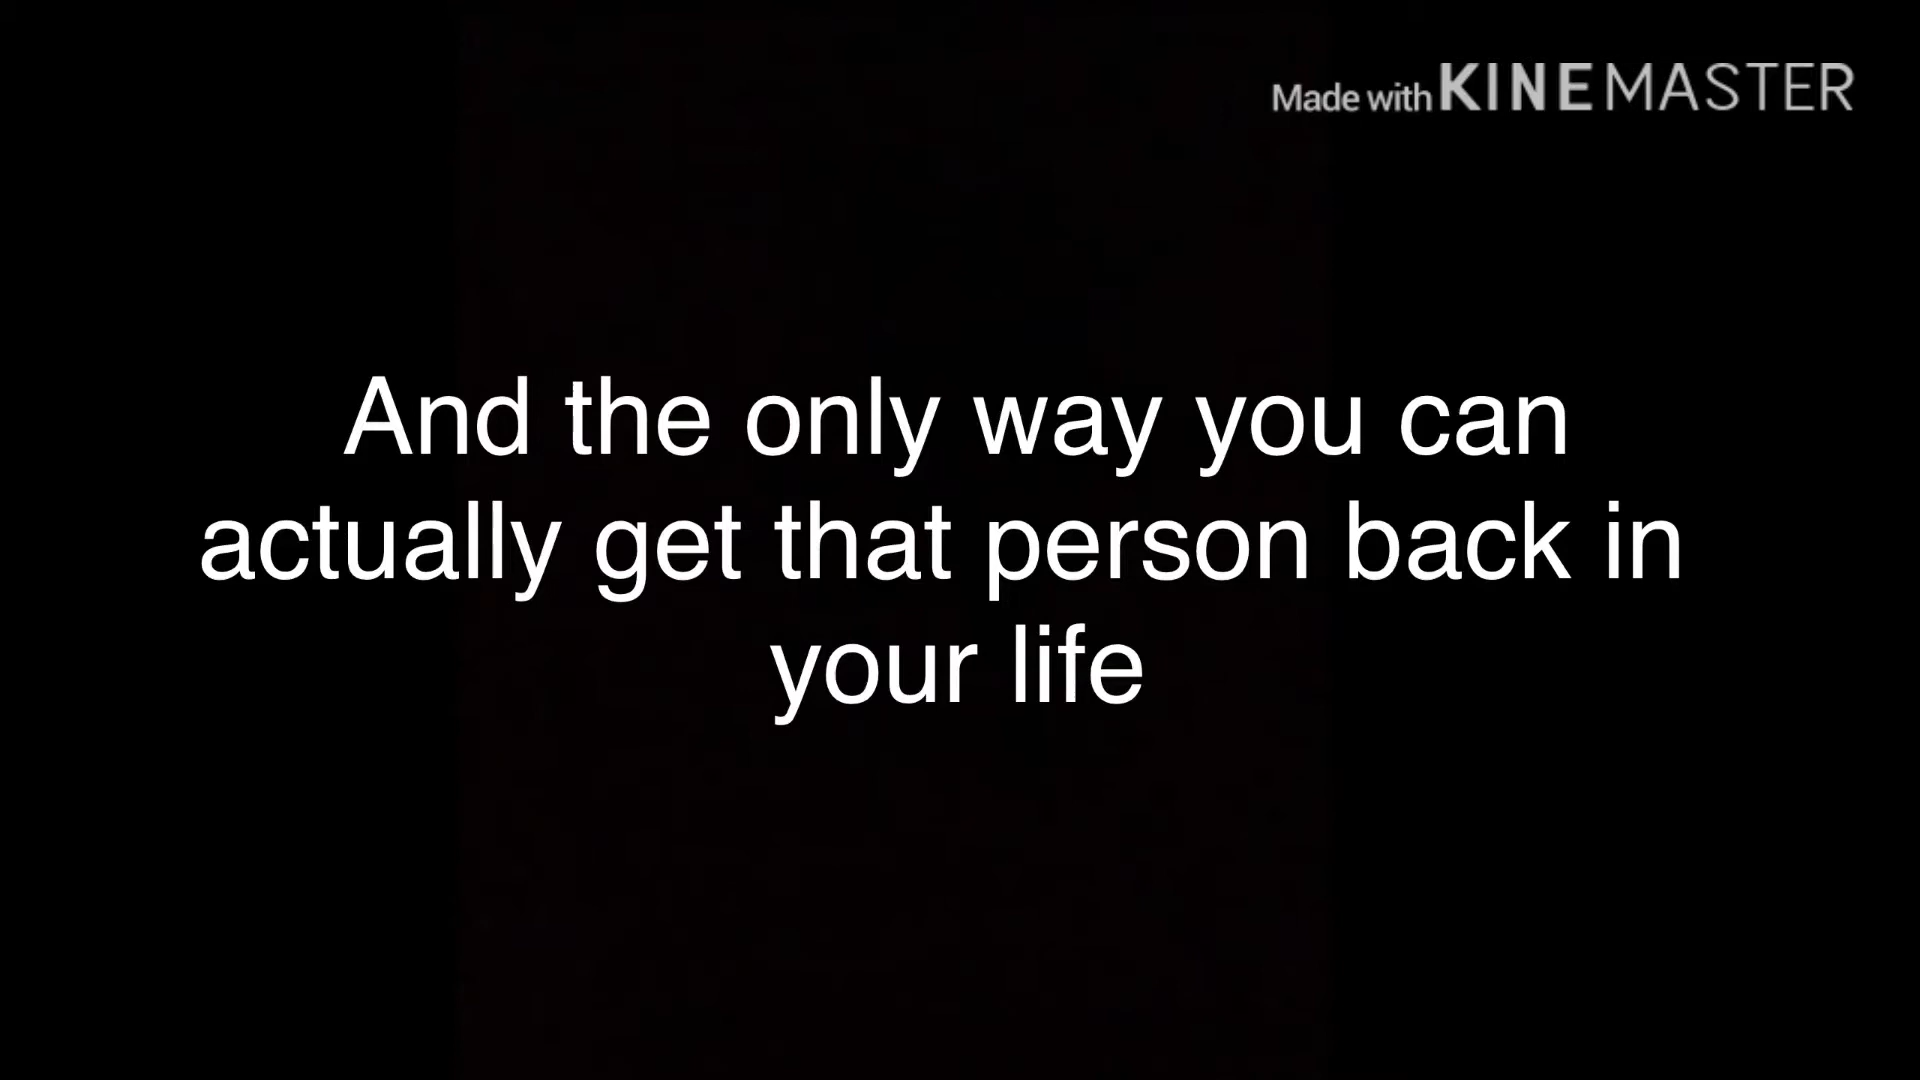 Made with KINEMASTER
And the only way you can
actually get that person back in
your life